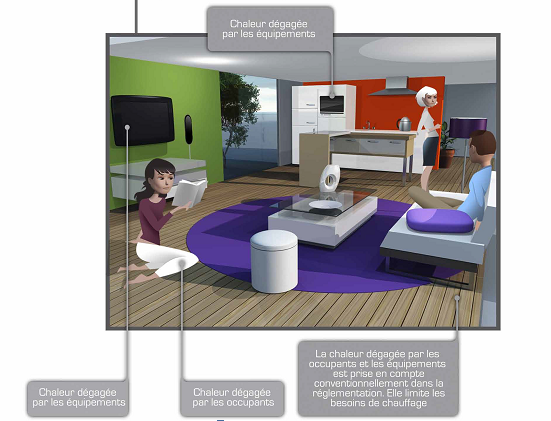 Chaleur dégagée
par les équipements
Chaleur dégagée
par les équipements
Chaleur dégagée
par les occupants
La chaleur dégagée par les
occupants et les équipements
est prise en compte
conventionnellement dans la
réglementation. Elle limite les
besoins de chauffage